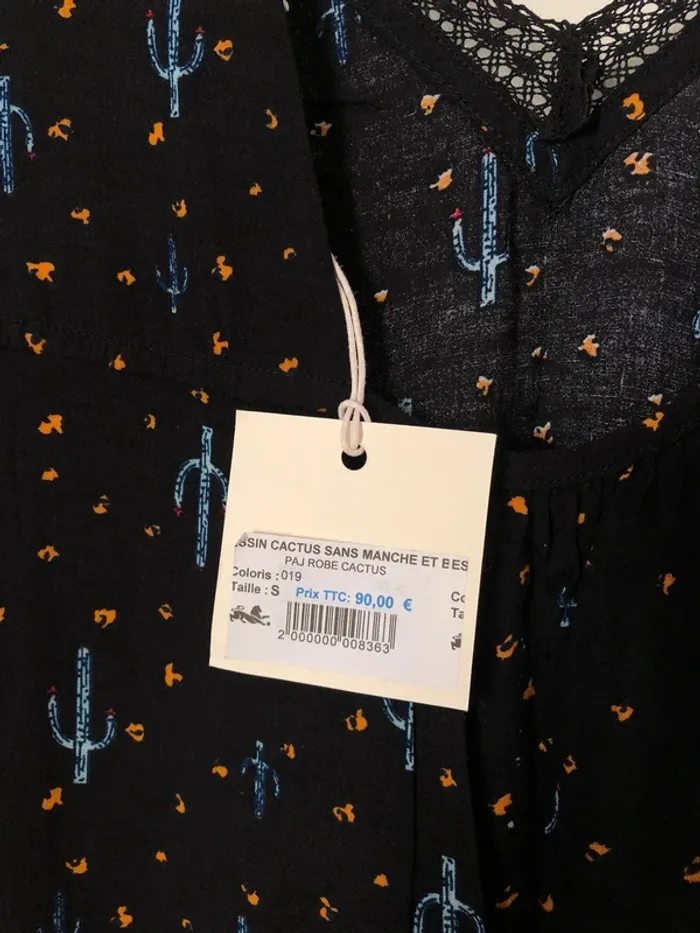 SSIN CACTUS SANS MANCHE ET B ES
PAJ ROBE CACTUS
Coloris : 019
Taille : S Prix TTC: 90,00 €
Co
Ta
2 000000 008363